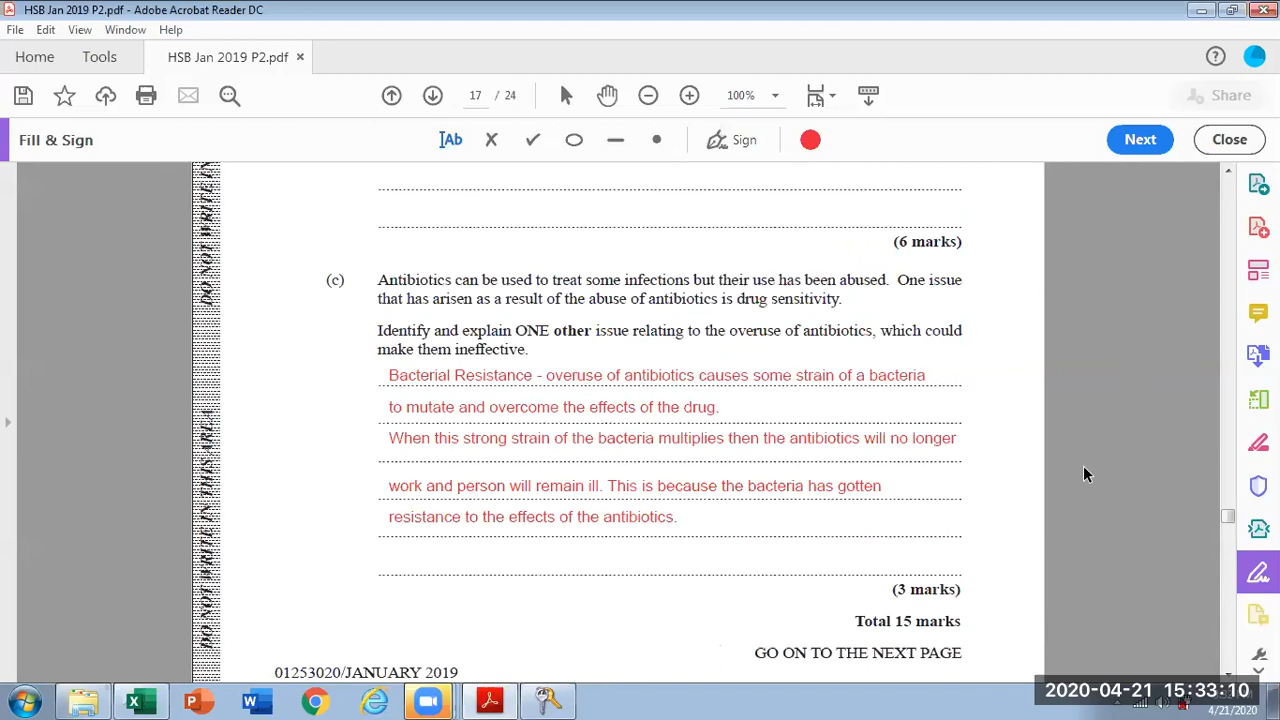 HSB Jan 2019 P2.pdf - Adobe Acrobat Reader DC
File Edit View Window Help
Home Tools HSB Jan 2019 P2.pdf ×
17 / 24 100% Share
Fill & Sign Ab Sign Next Close
(6 marks)
(c) Antibiotics can be used to treat some infections but their use has been abused. One issue
that has arisen as a result of the abuse of antibiotics is drug sensitivity.
Identify and explain ONE other issue relating to the overuse of antibiotics, which could
make them ineffective.
Bacterial Resistance - overuse of antibiotics causes some strain of a bacteria
to mutate and overcome the effects of the drug.
When this strong strain of the bacteria multiplies then the antibiotics will no longer
work and person will remain ill. This is because the bacteria has gotten
resistance to the effects of the antibiotics.
(3 marks)
Total 15 marks
GO ON TO THE NEXT PAGE
01253020/JANUARY 2019
2020-04-21 15:33:10
4/21/2020